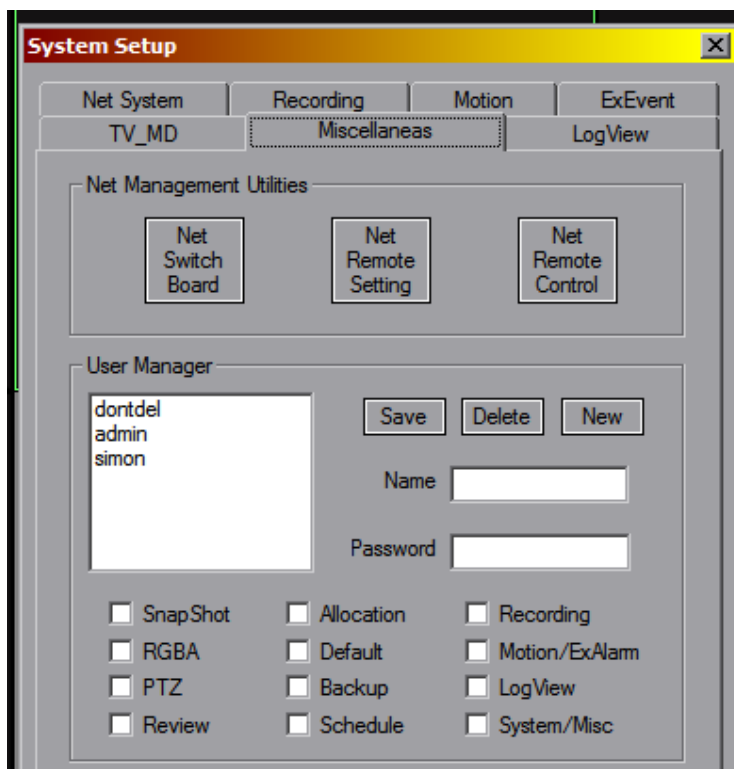 System Setup
Net System Recording Motion ExEvent
TV_MD Miscellaneas LogView
Net Management Utilities
Net Switch Board
Net Remote Setting
Net Remote Control
User Manager
dontdel
admin
simon
Save Delete New
Name
Password
SnapShot Allocation Recording
RGBA Default Motion/ExAlarm
PTZ Backup LogView
Review Schedule System/Misc